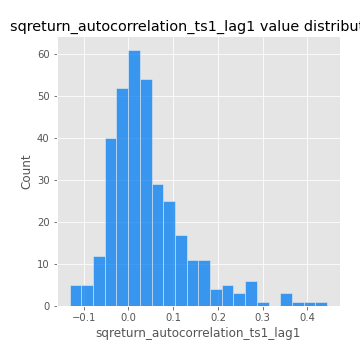 sqreturn_autocorrelation_ts1_lag1 value distribut
60
50
40
30
20
10
0
Count
−0.1 0.0 0.1 0.2 0.3 0.4
sqreturn_autocorrelation_ts1_lag1